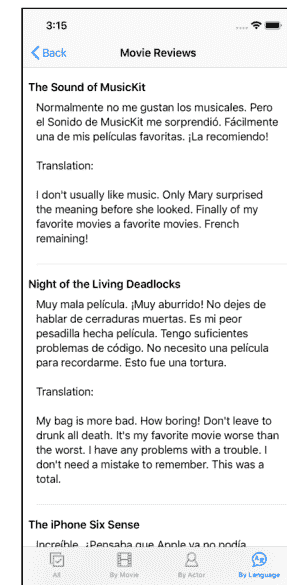 3:15
Back
Movie Reviews
The Sound of MusicKit
Normalmente no me gustan los musicales. Pero
el Sonido de MusicKit me sorprendió. Fácilmente
una de mis películas favoritas. ¡La recomiendo!
Translation:
I don't usually like music. Only Mary surprised
the meaning before she looked. Finally of my
favorite movies a favorite movies. French
remaining!
Night of the Living Deadlocks
Muy mala película. ¡Muy aburrido! No dejes de
hablar de cerraduras muertas. Es mi peor
pesadilla hecha película. Tengo suficientes
problemas de código. No necesito una película
para recordarme. Esto fue una tortura.
Translation:
My bag is more bad. How boring! Don't leave to
drunk all death. It's my favorite movie worse than
the worst. I have any problems with a trouble. I
don't need a mistake to remember. This was a
total.
The iPhone Six Sense
Increíble. ¿Pensaba que Apple ya no podía
All
By Movie
By Actor
By Language